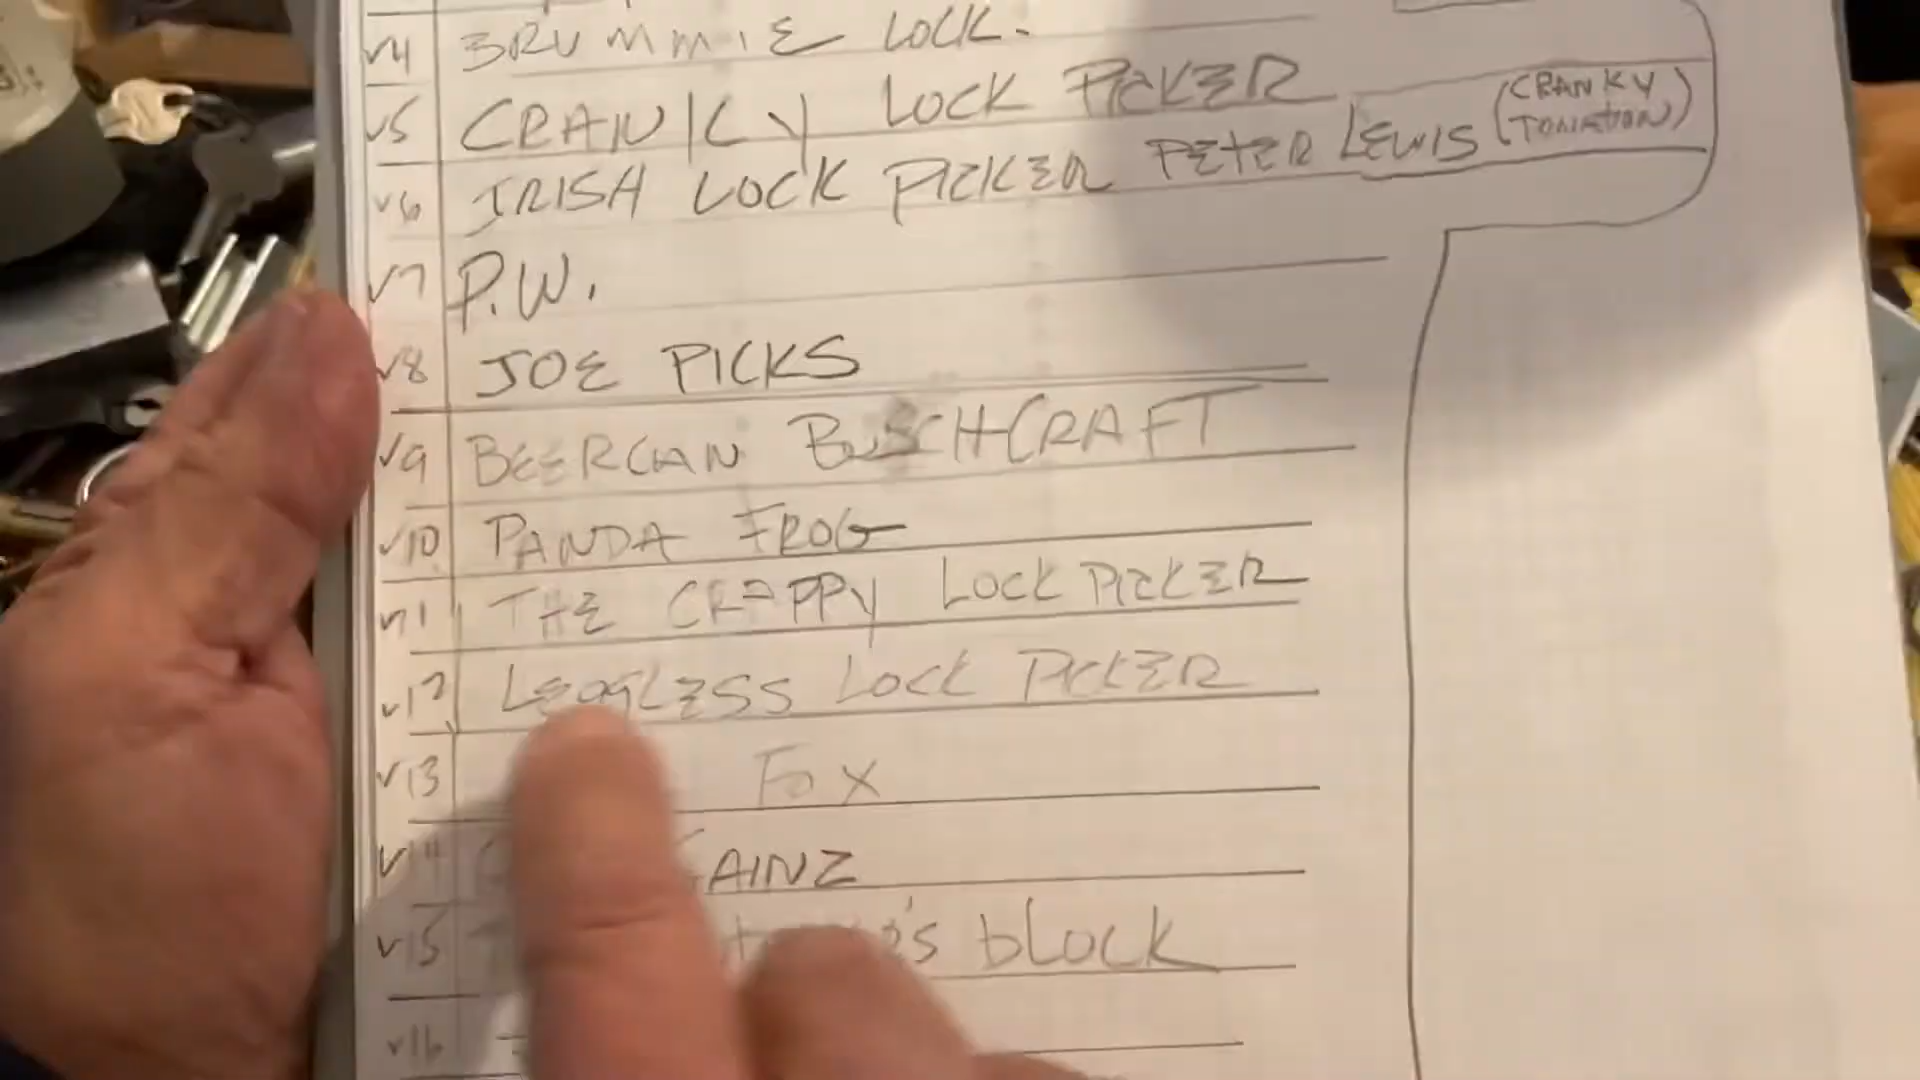 v4 BRUMMIE LOCK.
v5 CRANKY LOCK PICKER
v6 IRISH LOCK PICKER PETER LEWIS (CRANKY
v7 P.W.
v8 JOE PICKS
v9 BEERCAN BUSCHCRAFT
v10 PANDA FROG
v11 THE CRAPPY LOCK PICKER
v12 LEGLESS LOCK PICKER
v13 FOX
v14 GAINZ
v15 block
v16